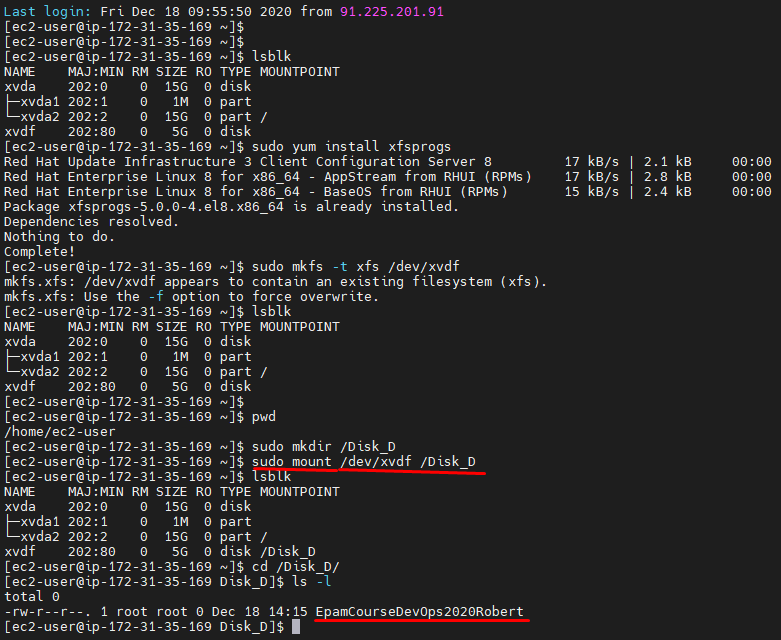 Last login: Fri Dec 18 09:55:50 2020 from 91.225.201.91
[ec2-user@ip-172-31-35-169 ~]$
[ec2-user@ip-172-31-35-169 ~]$
[ec2-user@ip-172-31-35-169 ~]$ lsblk
NAME    MAJ:MIN RM SIZE RO TYPE MOUNTPOINT
xvda    202:0    0  15G  0 disk
├─xvda1 202:1    0   1M  0 part
└─xvda2 202:2    0  15G  0 part /
xvdf    202:80   0   5G  0 disk
[ec2-user@ip-172-31-35-169 ~]$ sudo yum install xfsprogs
Red Hat Update Infrastructure 3 Client Configuration Server 8         17 kB/s | 2.1 kB     00:00
Red Hat Enterprise Linux 8 for x86_64 - AppStream from RHUI (RPMs)    17 kB/s | 2.8 kB     00:00
Red Hat Enterprise Linux 8 for x86_64 - BaseOS from RHUI (RPMs)       15 kB/s | 2.4 kB     00:00
Package xfsprogs-5.0.0-4.el8.x86_64 is already installed.
Dependencies resolved.
Nothing to do.
Complete!
[ec2-user@ip-172-31-35-169 ~]$ sudo mkfs -t xfs /dev/xvdf
mkfs.xfs: /dev/xvdf appears to contain an existing filesystem (xfs).
mkfs.xfs: Use the -f option to force overwrite.
[ec2-user@ip-172-31-35-169 ~]$ lsblk
NAME    MAJ:MIN RM SIZE RO TYPE MOUNTPOINT
xvda    202:0    0  15G  0 disk
├─xvda1 202:1    0   1M  0 part
└─xvda2 202:2    0  15G  0 part /
xvdf    202:80   0   5G  0 disk
[ec2-user@ip-172-31-35-169 ~]$
[ec2-user@ip-172-31-35-169 ~]$ pwd
/home/ec2-user
[ec2-user@ip-172-31-35-169 ~]$ sudo mkdir /Disk_D
[ec2-user@ip-172-31-35-169 ~]$ sudo mount /dev/xvdf /Disk_D
[ec2-user@ip-172-31-35-169 ~]$ lsblk
NAME    MAJ:MIN RM SIZE RO TYPE MOUNTPOINT
xvda    202:0    0  15G  0 disk
├─xvda1 202:1    0   1M  0 part
└─xvda2 202:2    0  15G  0 part /
xvdf    202:80   0   5G  0 disk /Disk_D
[ec2-user@ip-172-31-35-169 ~]$ cd /Disk_D/
[ec2-user@ip-172-31-35-169 Disk_D]$ ls -l
total 0
-rw-r--r--. 1 root root 0 Dec 18 14:15 EpamCourseDevOps2020Robert
[ec2-user@ip-172-31-35-169 Disk_D]$